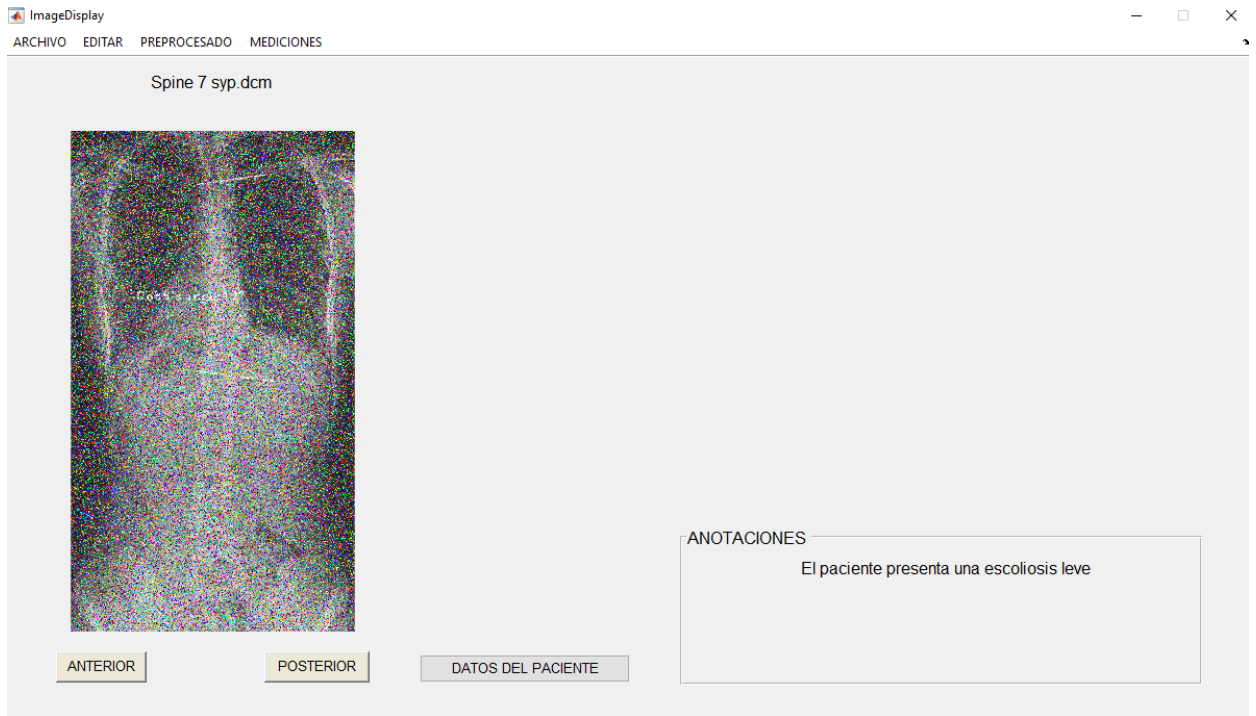 ImageDisplay
ARCHIVO EDITAR PREPROCESADO MEDICIONES
Spine 7 syp.dcm
ANOTACIONES
El paciente presenta una escoliosis leve
ANTERIOR POSTERIOR DATOS DEL PACIENTE